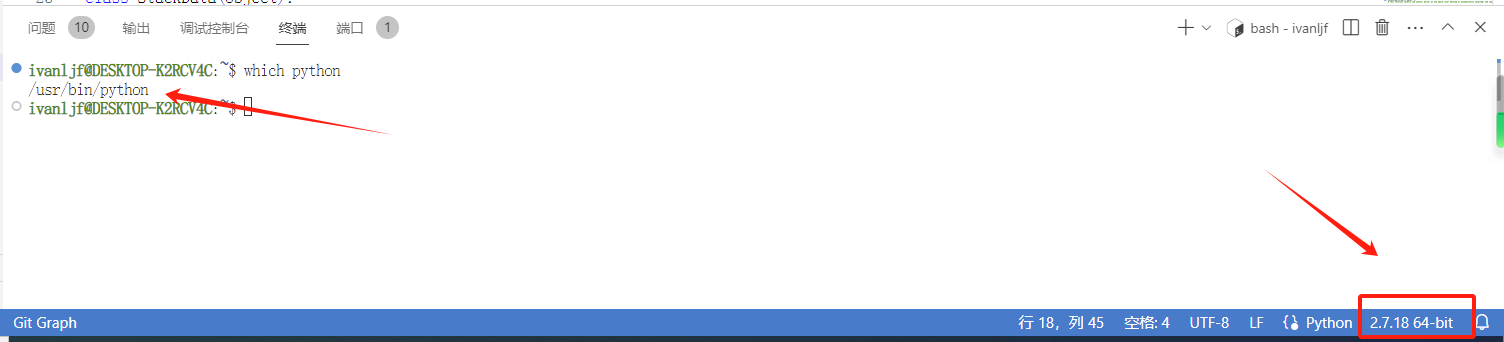 问题 10 输出 调试控制台 终端 端口 1 bash - ivanljf
ivanljf@DESKTOP-K2RCV4C:~$ which python
/usr/bin/python
ivanljf@DESKTOP-K2RCV4C:~$
Git Graph 行 18，列 45 空格: 4 UTF-8 LF Python 2.7.18 64-bit